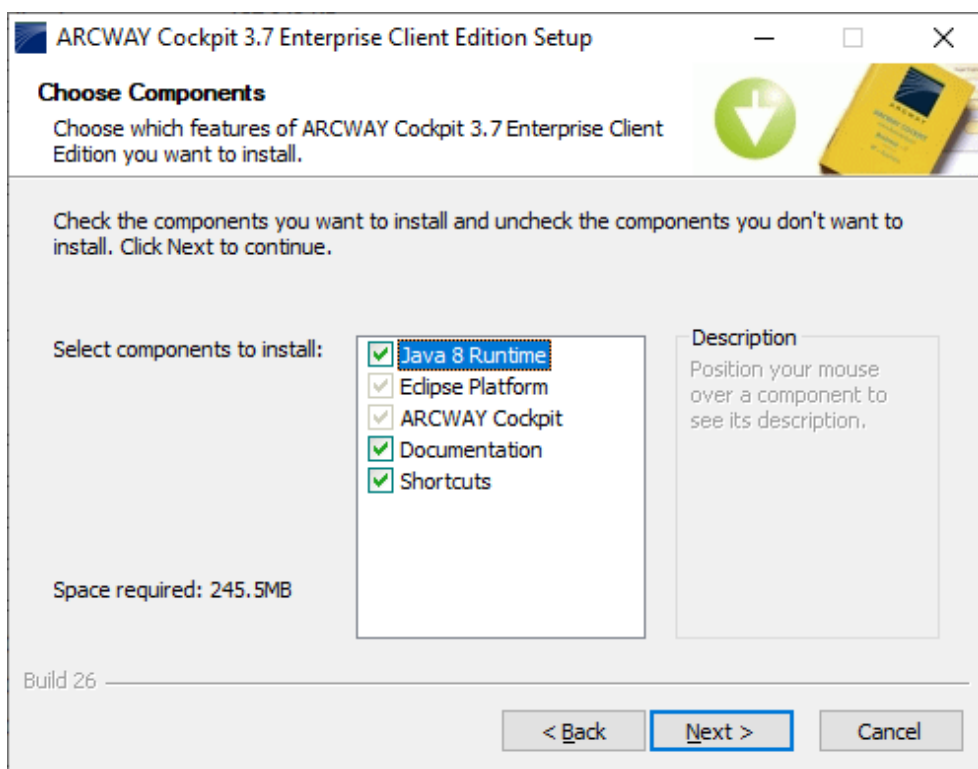 ARCWAY Cockpit 3.7 Enterprise Client Edition Setup
Choose Components
Choose which features of ARCWAY Cockpit 3.7 Enterprise Client
Edition you want to install.
ARCWAY
ARCWAY COCKPIT
Check the components you want to install and uncheck the components you don't want to
install. Click Next to continue.
Select components to install:
Java 8 Runtime
Eclipse Platform
ARCWAY Cockpit
Documentation
Shortcuts
Description
Position your mouse
over a component to
see its description.
Space required: 245.5MB
Build 26
< Back
Next >
Cancel